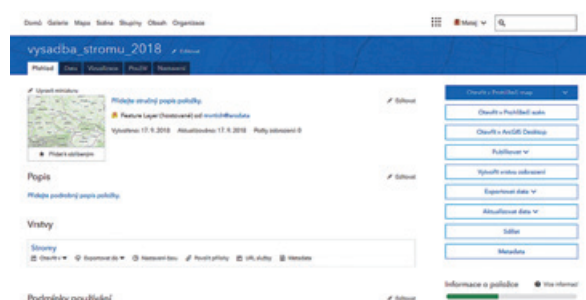 Domů Galerie Mapa Scéna Skupiny Obsah Organizace
Matej
vysadba_stromu_2018 Editovat
Přehled Data Vizualizace Použití Nastavení
Upravit miniaturu
Přidejte stručný popis položky.
Editovat
Feature Layer (hostované) od
Vytvořeno: 17. 9. 2018 Aktualizováno: 17. 9. 2018 Počty zobrazení: 0
Přidat k oblíbeným
Popis
Editovat
Přidejte podrobný popis položky.
Vrstvy
Stromy
Otevřít v Exportovat do Nastavení času Povolit přílohy URL služby Metadata
Podmínky používání
Editovat
Otevřít v Prohlížeči map
Otevřít v Prohlížeči scén
Otevřít v ArcGIS Desktop
Publikovat
Vytvořit vrstvu zobrazení
Exportovat data
Aktualizovat data
Sdílet
Metadata
Informace o položce Více informací